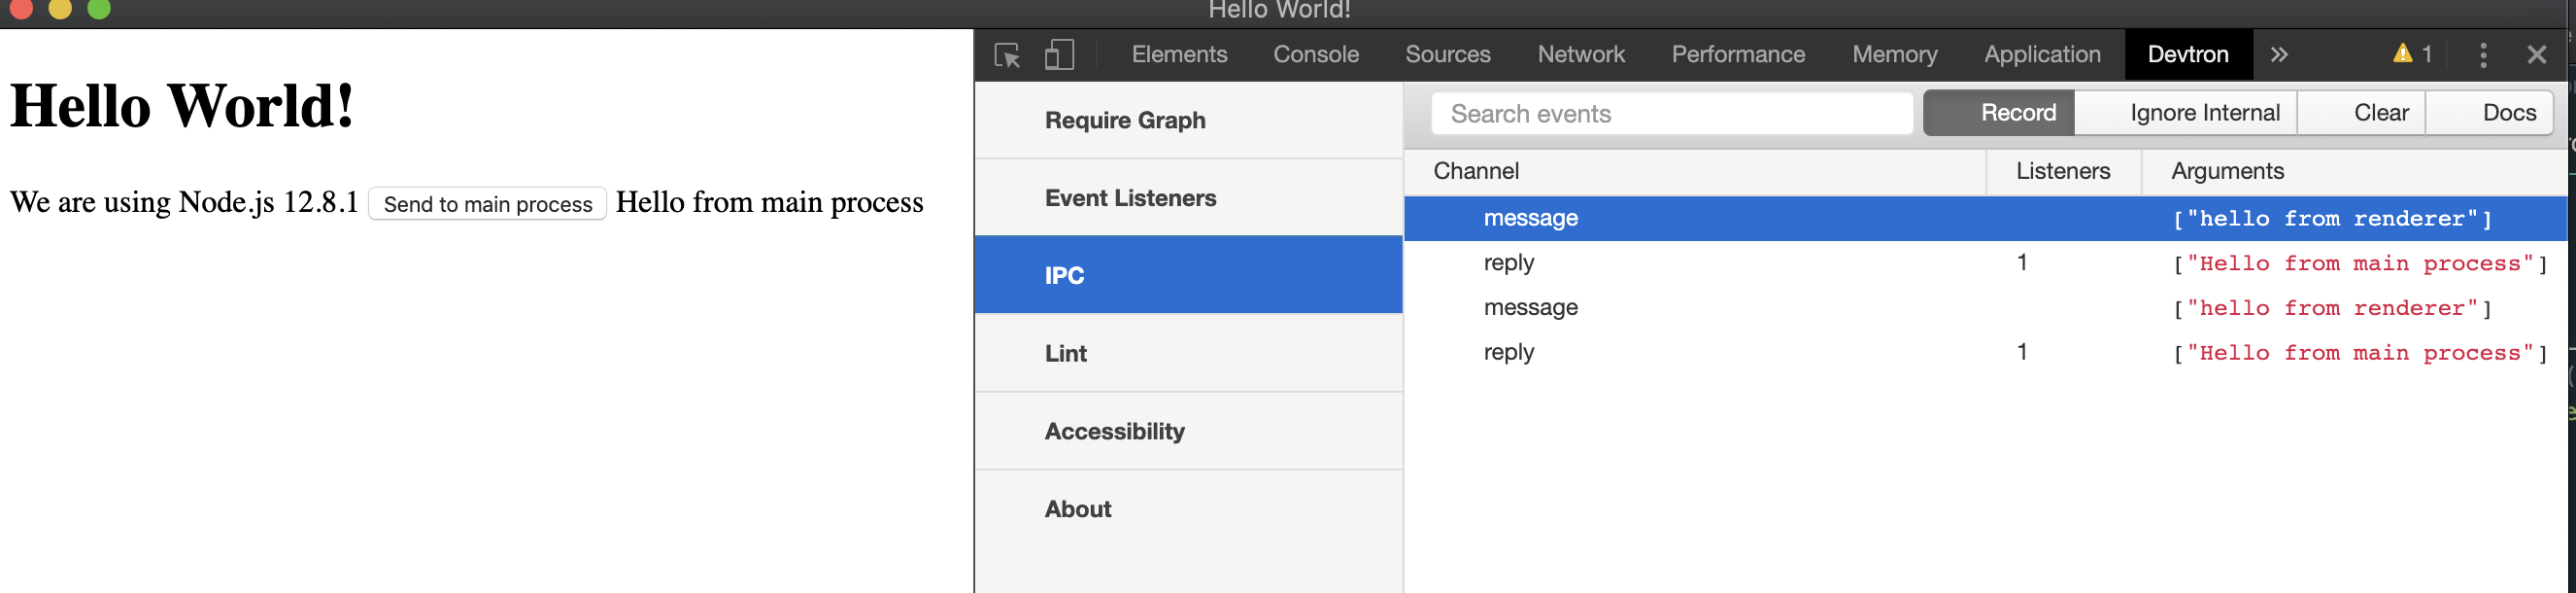 Hello World!
Elements Console Sources Network Performance Memory Application Devtron » 1
Hello World!
We are using Node.js 12.8.1 Send to main process Hello from main process
Require Graph
Event Listeners
IPC
Lint
Accessibility
About
Search events Record Ignore Internal Clear Docs
Channel Listeners Arguments
message ["hello from renderer"]
reply 1 ["Hello from main process"]
message ["hello from renderer"]
reply 1 ["Hello from main process"]